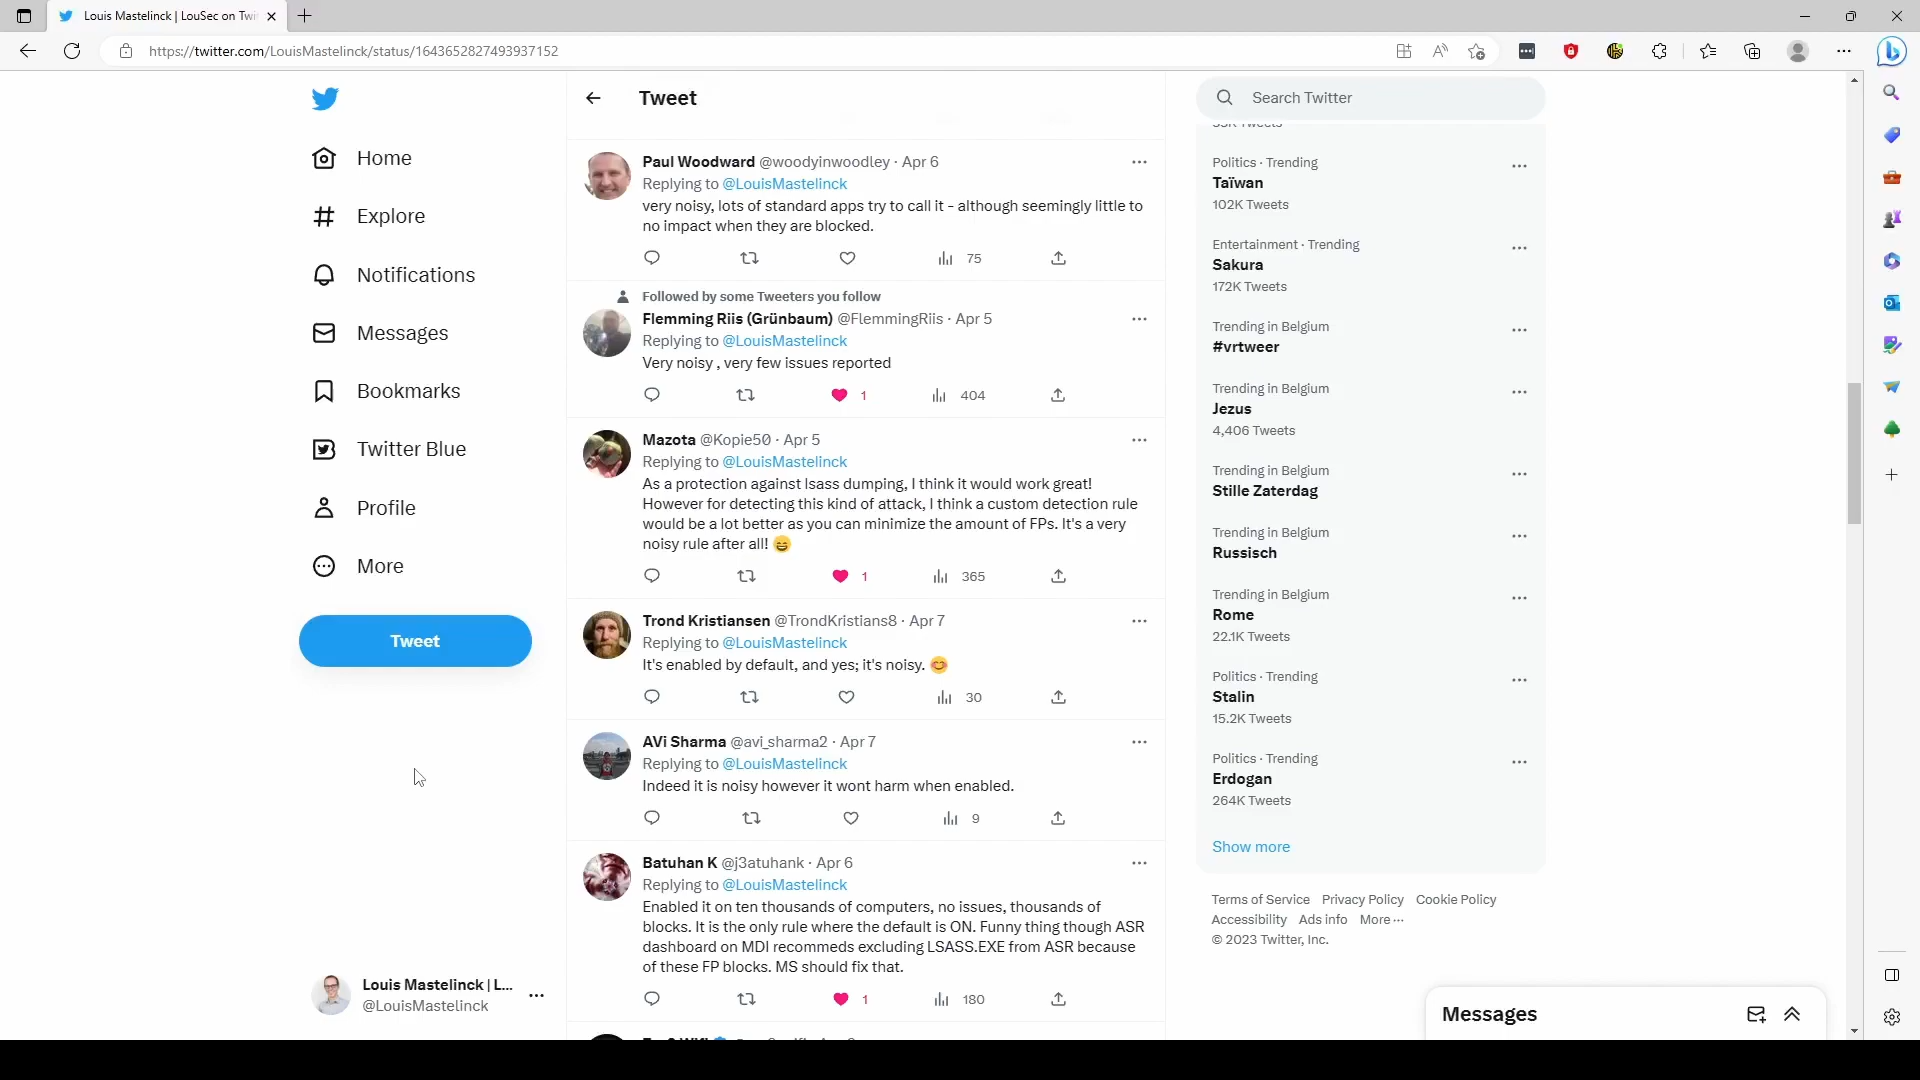 Louis Mastelinck | LouSec on Twi
https://twitter.com/LouisMastelinck/status/1643652827493937152
Home
Explore
Notifications
Messages
Bookmarks
Twitter Blue
Profile
More
Tweet
Louis Mastelinck | L...
@LouisMastelinck
Tweet
Paul Woodward @woodyinwoodley · Apr 6
Replying to @LouisMastelinck
very noisy, lots of standard apps try to call it - although seemingly little to
no impact when they are blocked.
75
Followed by some Tweeters you follow
Flemming Riis (Grünbaum) @FlemmingRiis · Apr 5
Replying to @LouisMastelinck
Very noisy , very few issues reported
1 404
Mazota @Kopie50 · Apr 5
Replying to @LouisMastelinck
As a protection against lsass dumping, I think it would work great!
However for detecting this kind of attack, I think a custom detection rule
would be a lot better as you can minimize the amount of FPs. It's a very
noisy rule after all! 😄
1 365
Trond Kristiansen @TrondKristians8 · Apr 7
Replying to @LouisMastelinck
It's enabled by default, and yes; it's noisy. 😊
30
AVi Sharma @avi_sharma2 · Apr 7
Replying to @LouisMastelinck
Indeed it is noisy however it wont harm when enabled.
9
Batuhan K @j3atuhank · Apr 6
Replying to @LouisMastelinck
Enabled it on ten thousands of computers, no issues, thousands of
blocks. It is the only rule where the default is ON. Funny thing though ASR
dashboard on MDI recommeds excluding LSASS.EXE from ASR because
of these FP blocks. MS should fix that.
1 180
Search Twitter
Politics · Trending
Taïwan
102K Tweets
Entertainment · Trending
Sakura
172K Tweets
Trending in Belgium
#vrtweer
Trending in Belgium
Jezus
4,406 Tweets
Trending in Belgium
Stille Zaterdag
Trending in Belgium
Russisch
Trending in Belgium
Rome
22.1K Tweets
Politics · Trending
Stalin
15.2K Tweets
Politics · Trending
Erdogan
264K Tweets
Show more
Terms of Service Privacy Policy Cookie Policy
Accessibility Ads info More ···
© 2023 Twitter, Inc.
Messages